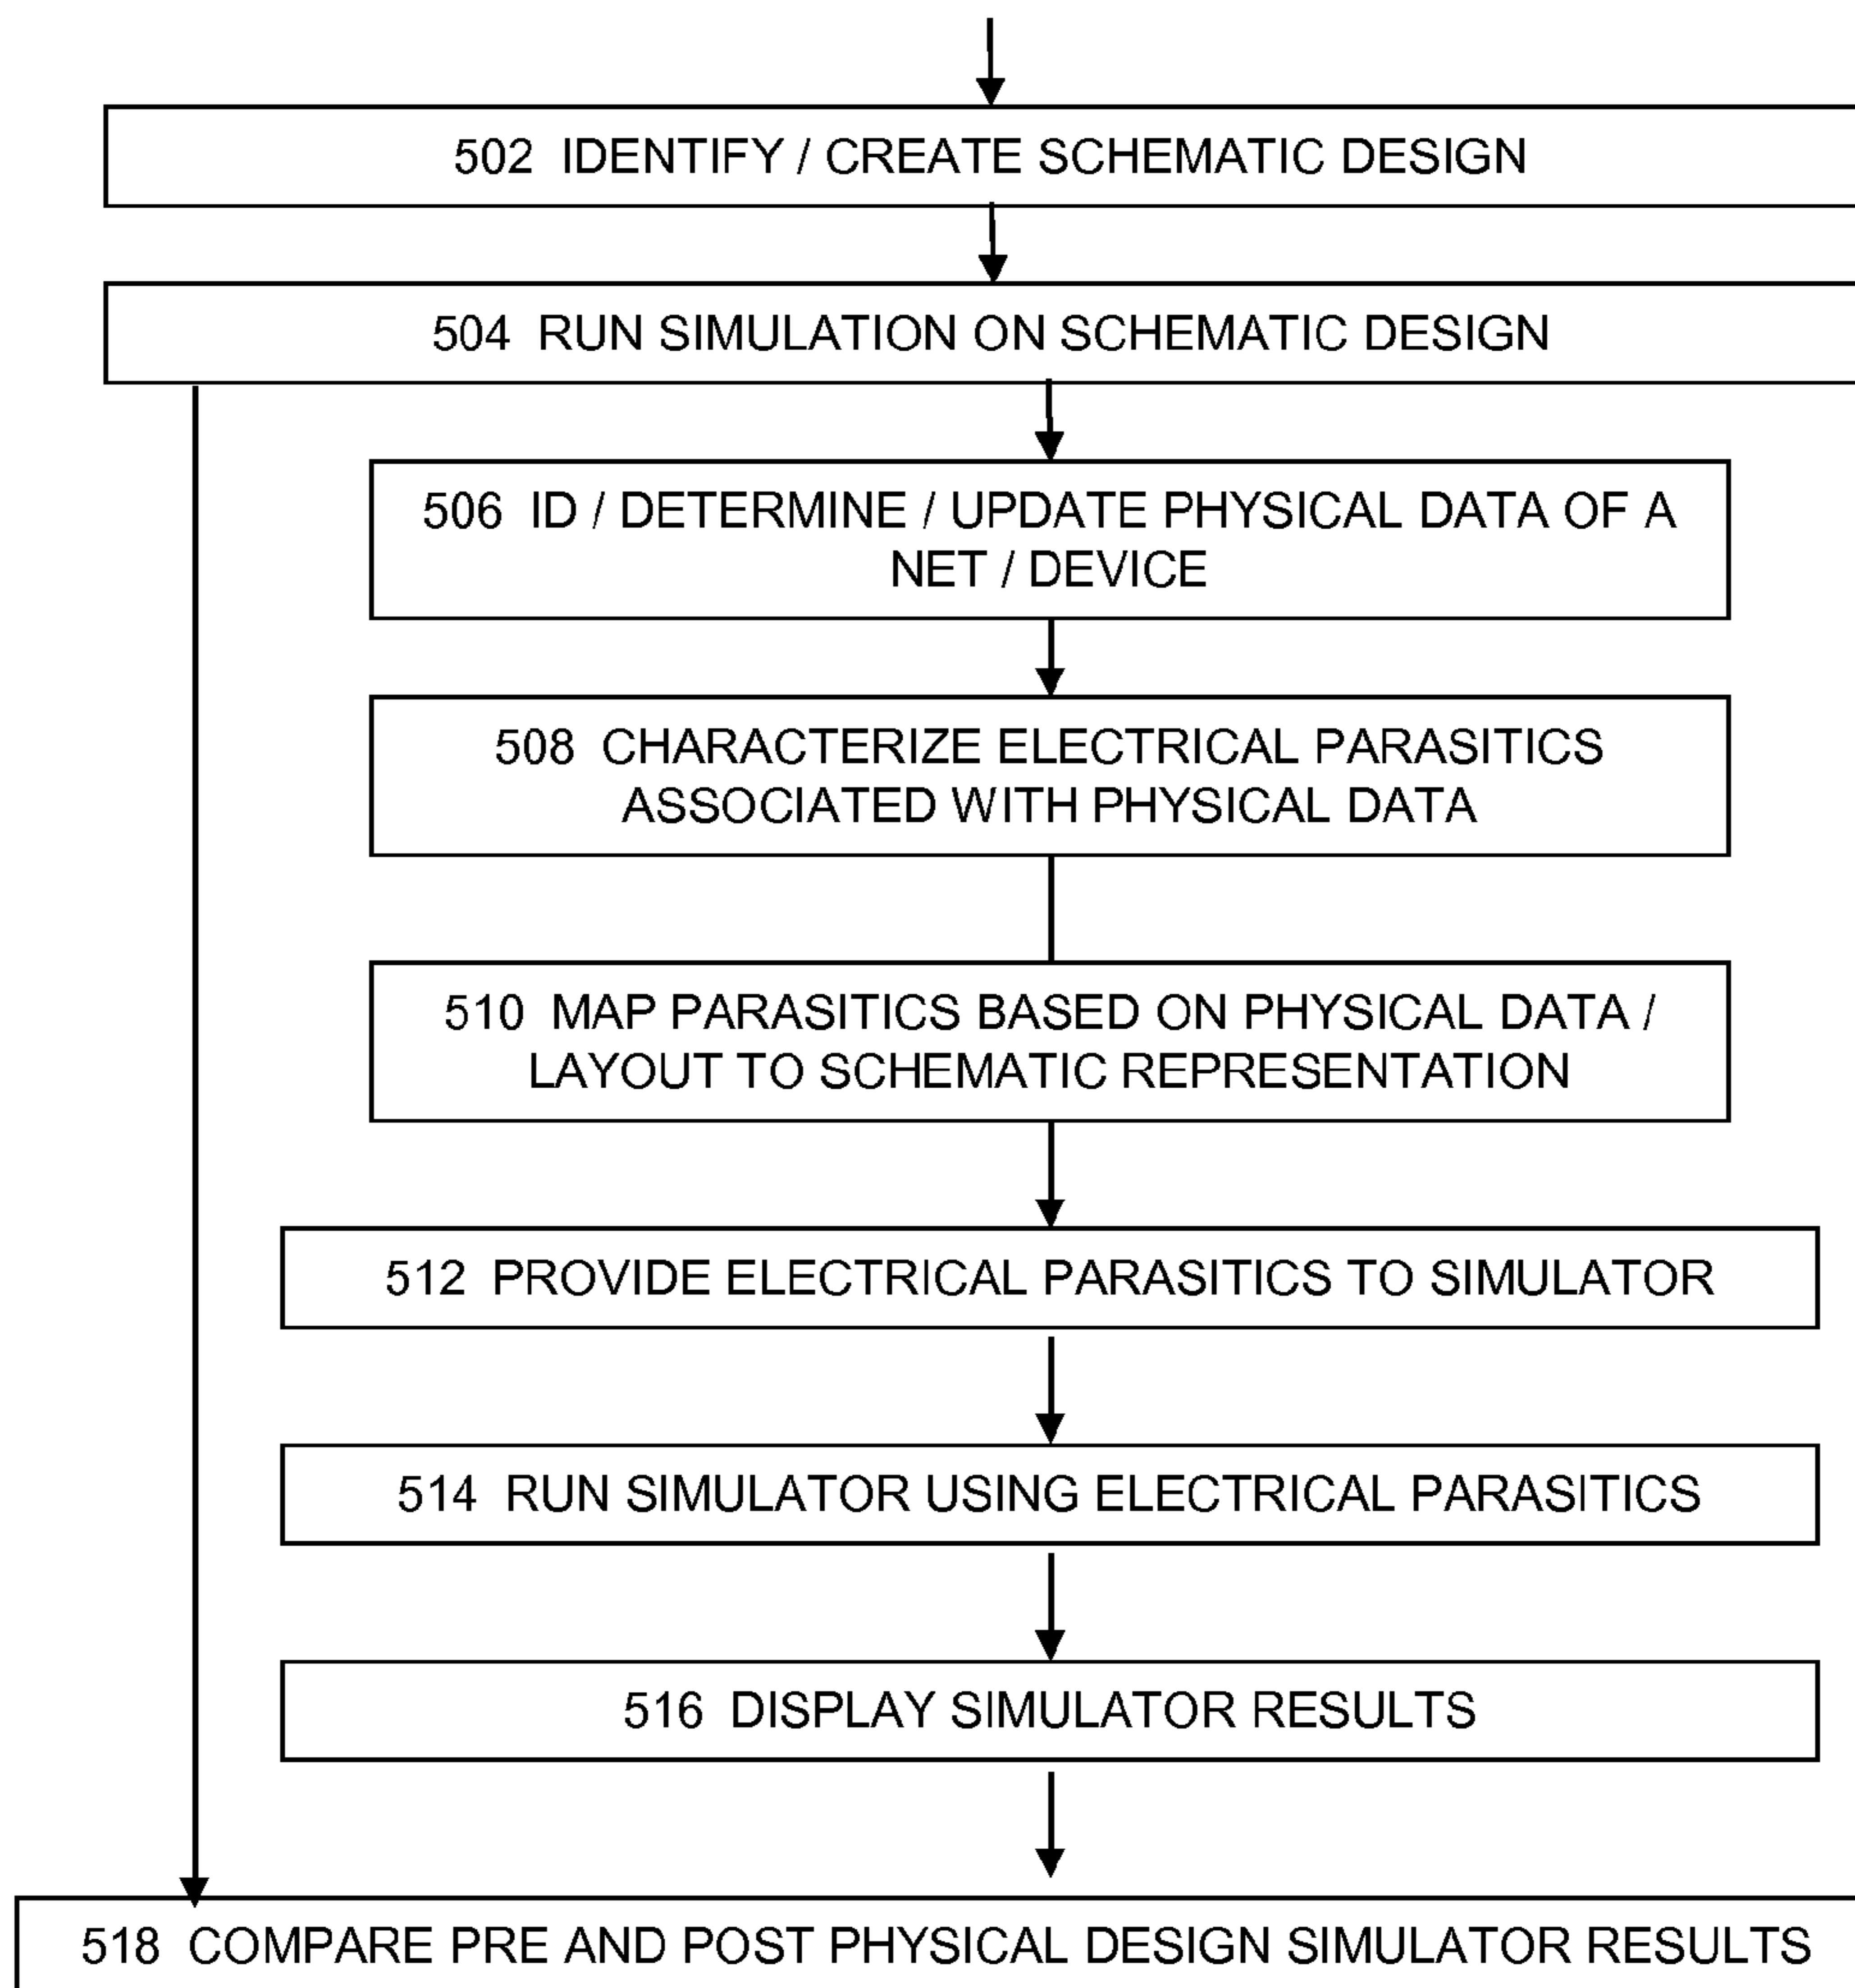 502 IDENTIFY / CREATE SCHEMATIC DESIGN
504 RUN SIMULATION ON SCHEMATIC DESIGN
506 ID / DETERMINE / UPDATE PHYSICAL DATA OF A
NET / DEVICE
508 CHARACTERIZE ELECTRICAL PARASITICS
ASSOCIATED WITH PHYSICAL DATA
510 MAP PARASITICS BASED ON PHYSICAL DATA /
LAYOUT TO SCHEMATIC REPRESENTATION
512 PROVIDE ELECTRICAL PARASITICS TO SIMULATOR
514 RUN SIMULATOR USING ELECTRICAL PARASITICS
516 DISPLAY SIMULATOR RESULTS
518 COMPARE PRE AND POST PHYSICAL DESIGN SIMULATOR RESULTS